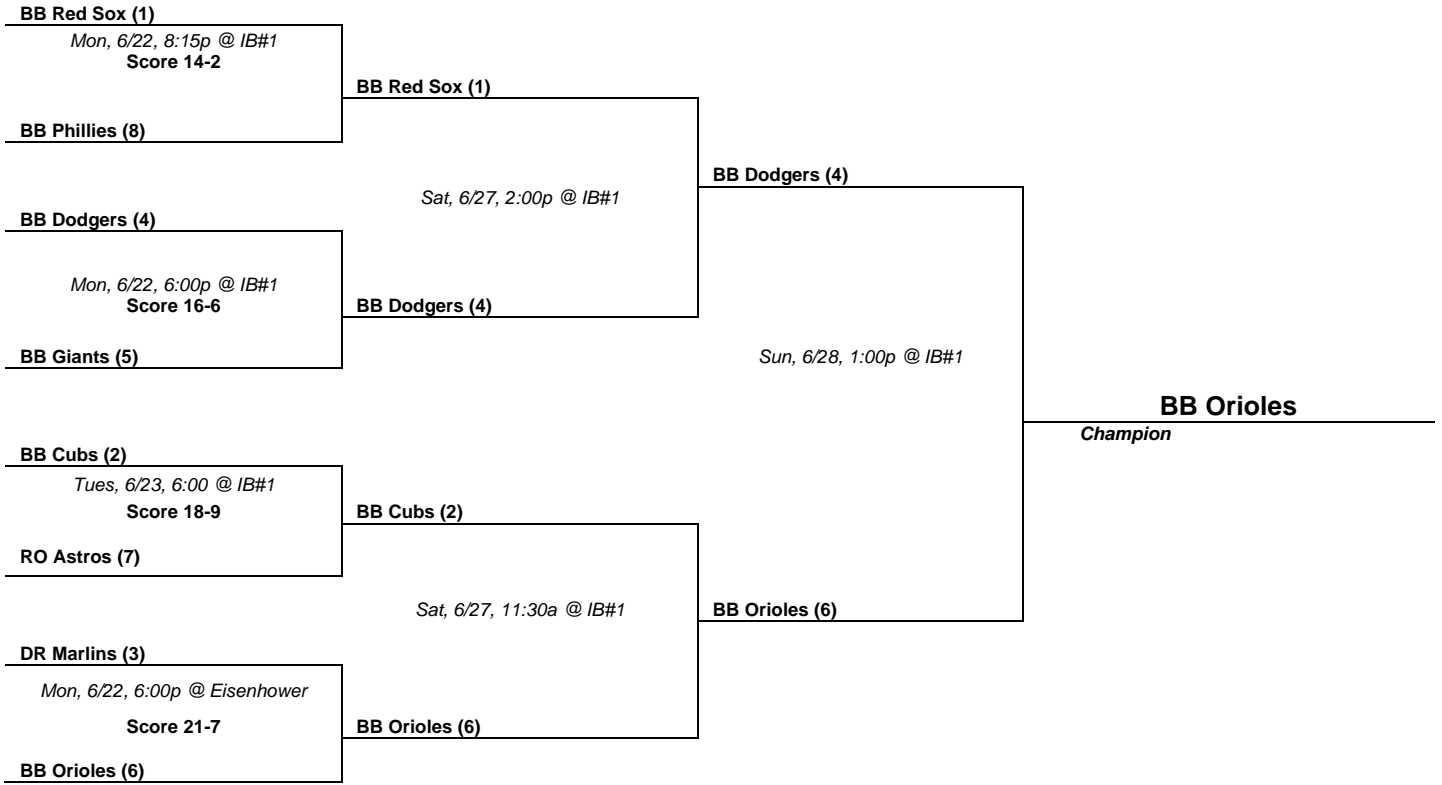 BB Red Sox (1)
Mon, 6/22, 8:15p @ IB#1
Score 14-2
BB Red Sox (1)
BB Phillies (8)
BB Dodgers (4)
Sat, 6/27, 2:00p @ IB#1
BB Dodgers (4)
Mon, 6/22, 6:00p @ IB#1
Score 16-6
BB Dodgers (4)
BB Giants (5)
Sun, 6/28, 1:00p @ IB#1
BB Orioles
Champion
BB Cubs (2)
Tues, 6/23, 6:00 @ IB#1
Score 18-9
BB Cubs (2)
RO Astros (7)
Sat, 6/27, 11:30a @ IB#1
BB Orioles (6)
DR Marlins (3)
Mon, 6/22, 6:00p @ Eisenhower
Score 21-7
BB Orioles (6)
BB Orioles (6)